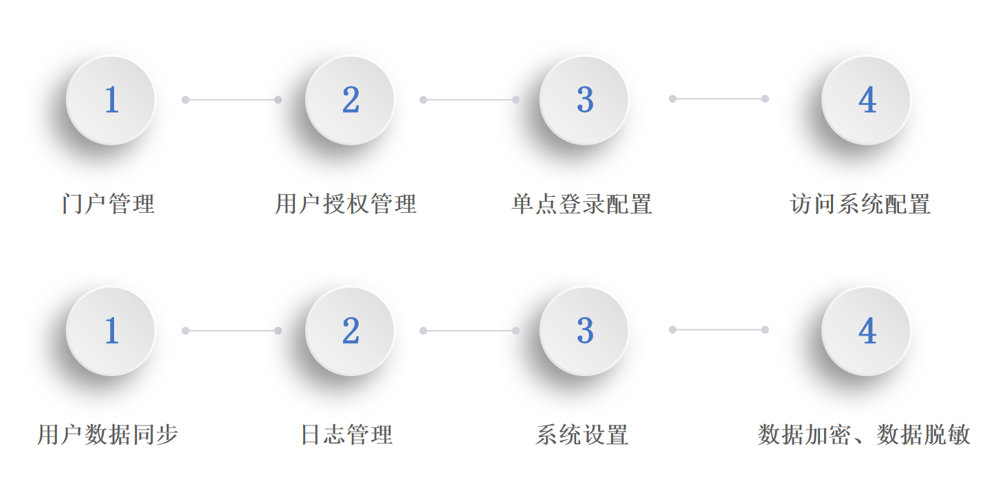 1 2 3 4
门户管理 用户授权管理 单点登录配置 访问系统配置
1 2 3 4
用户数据同步 日志管理 系统设置 数据加密、数据脱敏